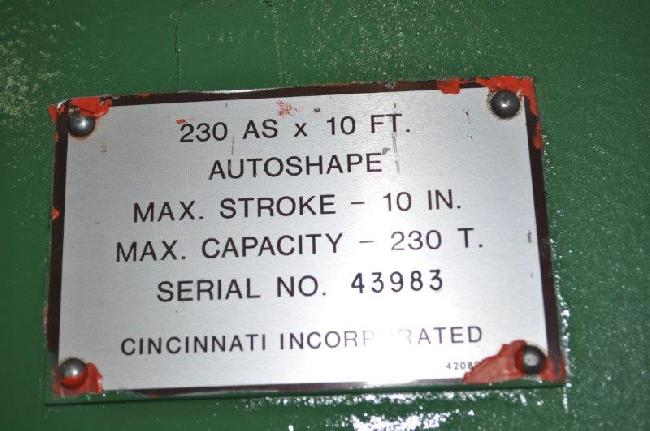 230 AS x 10 FT.
AUTOSHAPE
MAX. STROKE - 10 IN.
MAX. CAPACITY - 230 T.
SERIAL NO. 43983
CINCINNATI INCORPORATED